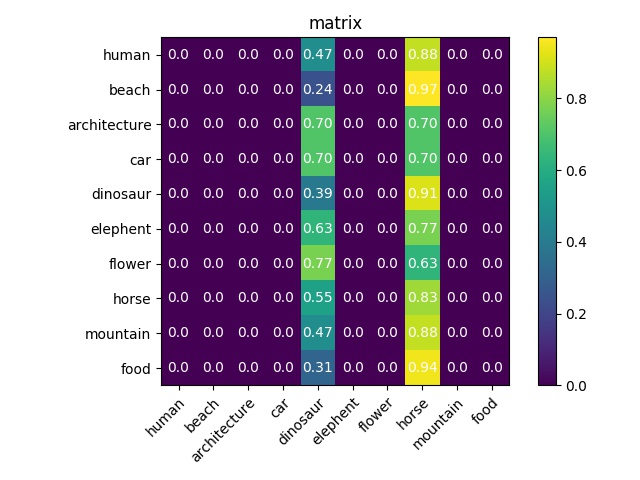 matrix
human 0.0 0.0 0.0 0.0 0.47 0.0 0.0 0.88 0.0 0.0
beach 0.0 0.0 0.0 0.0 0.24 0.0 0.0 0.97 0.0 0.0
architecture 0.0 0.0 0.0 0.0 0.70 0.0 0.0 0.70 0.0 0.0
car 0.0 0.0 0.0 0.0 0.70 0.0 0.0 0.70 0.0 0.0
dinosaur 0.0 0.0 0.0 0.0 0.39 0.0 0.0 0.91 0.0 0.0
elephent 0.0 0.0 0.0 0.0 0.63 0.0 0.0 0.77 0.0 0.0
flower 0.0 0.0 0.0 0.0 0.77 0.0 0.0 0.63 0.0 0.0
horse 0.0 0.0 0.0 0.0 0.55 0.0 0.0 0.83 0.0 0.0
mountain 0.0 0.0 0.0 0.0 0.47 0.0 0.0 0.88 0.0 0.0
food 0.0 0.0 0.0 0.0 0.31 0.0 0.0 0.94 0.0 0.0
human beach architecture car dinosaur elephent flower horse mountain food
0.8
0.6
0.4
0.2
0.0